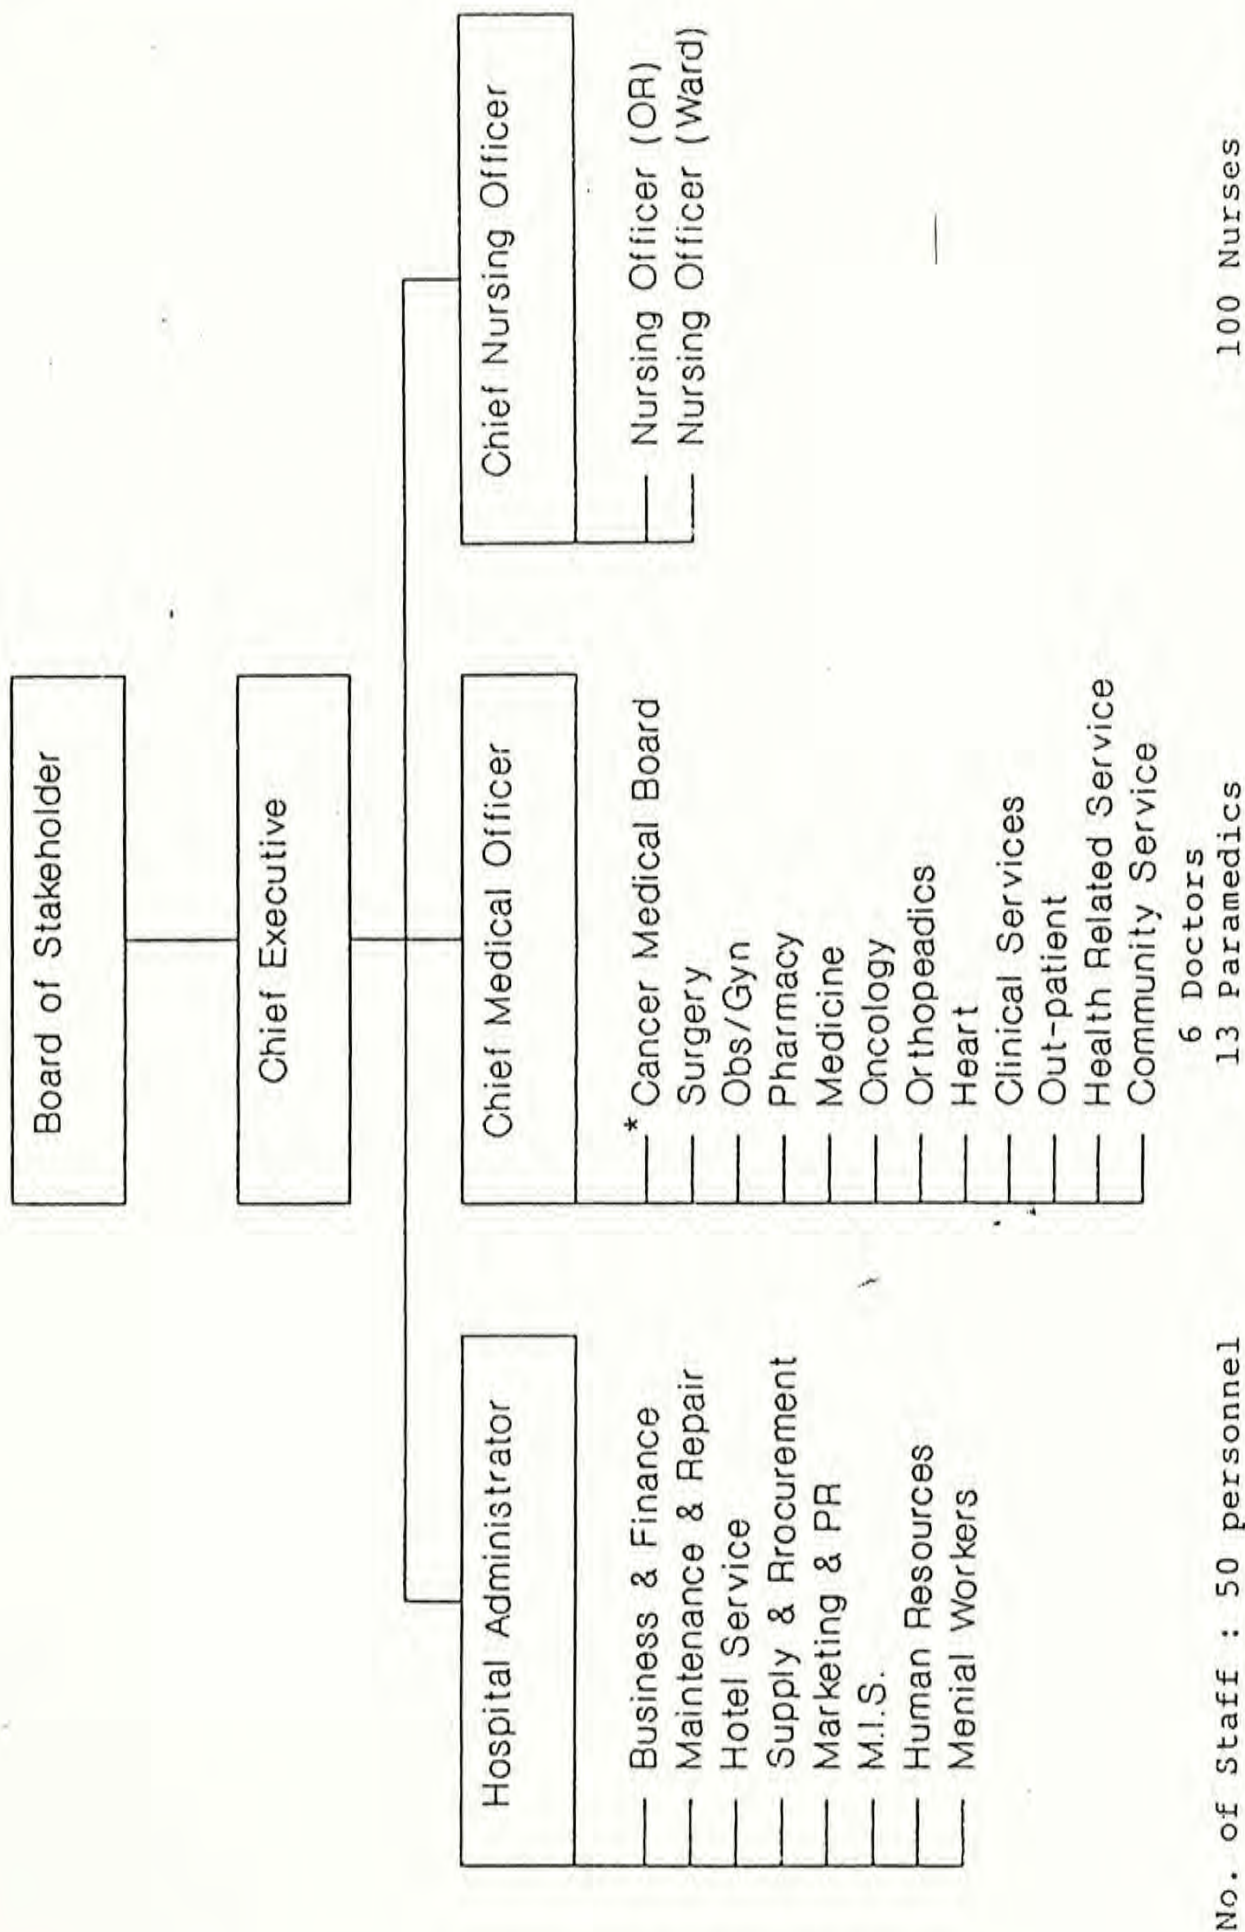 Board of Stakeholder
Chief Executive
Hospital Administrator
Business & Finance
Maintenance & Repair
Hotel Service
Supply & Rrocurement
Marketing & PR
M.I.S.
Human Resources
Menial Workers
Chief Medical Officer
* Cancer Medical Board
Surgery
Obs/Gyn
Pharmacy
Medicine
Oncology
Orthopeadics
Heart
Clinical Services
Out-patient
Health Related Service
Community Service
Chief Nursing Officer
Nursing Officer (OR)
Nursing Officer (Ward)
6 Doctors
No. of Staff : 50 personnel 13 Paramedics 100 Nurses